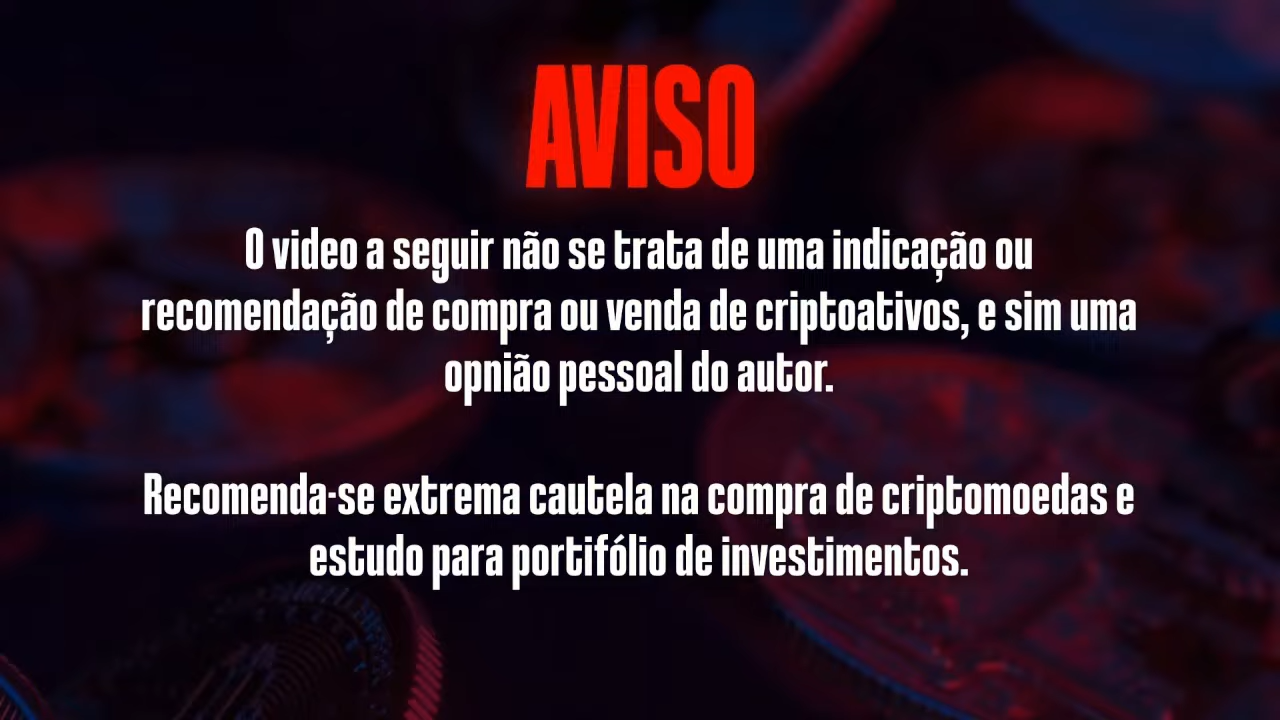 AVISO
O video a seguir não se trata de uma indicação ou
recomendação de compra ou venda de criptoativos, e sim uma
opnião pessoal do autor.
Recomenda-se extrema cautela na compra de criptomoedas e
estudo para portifólio de investimentos.